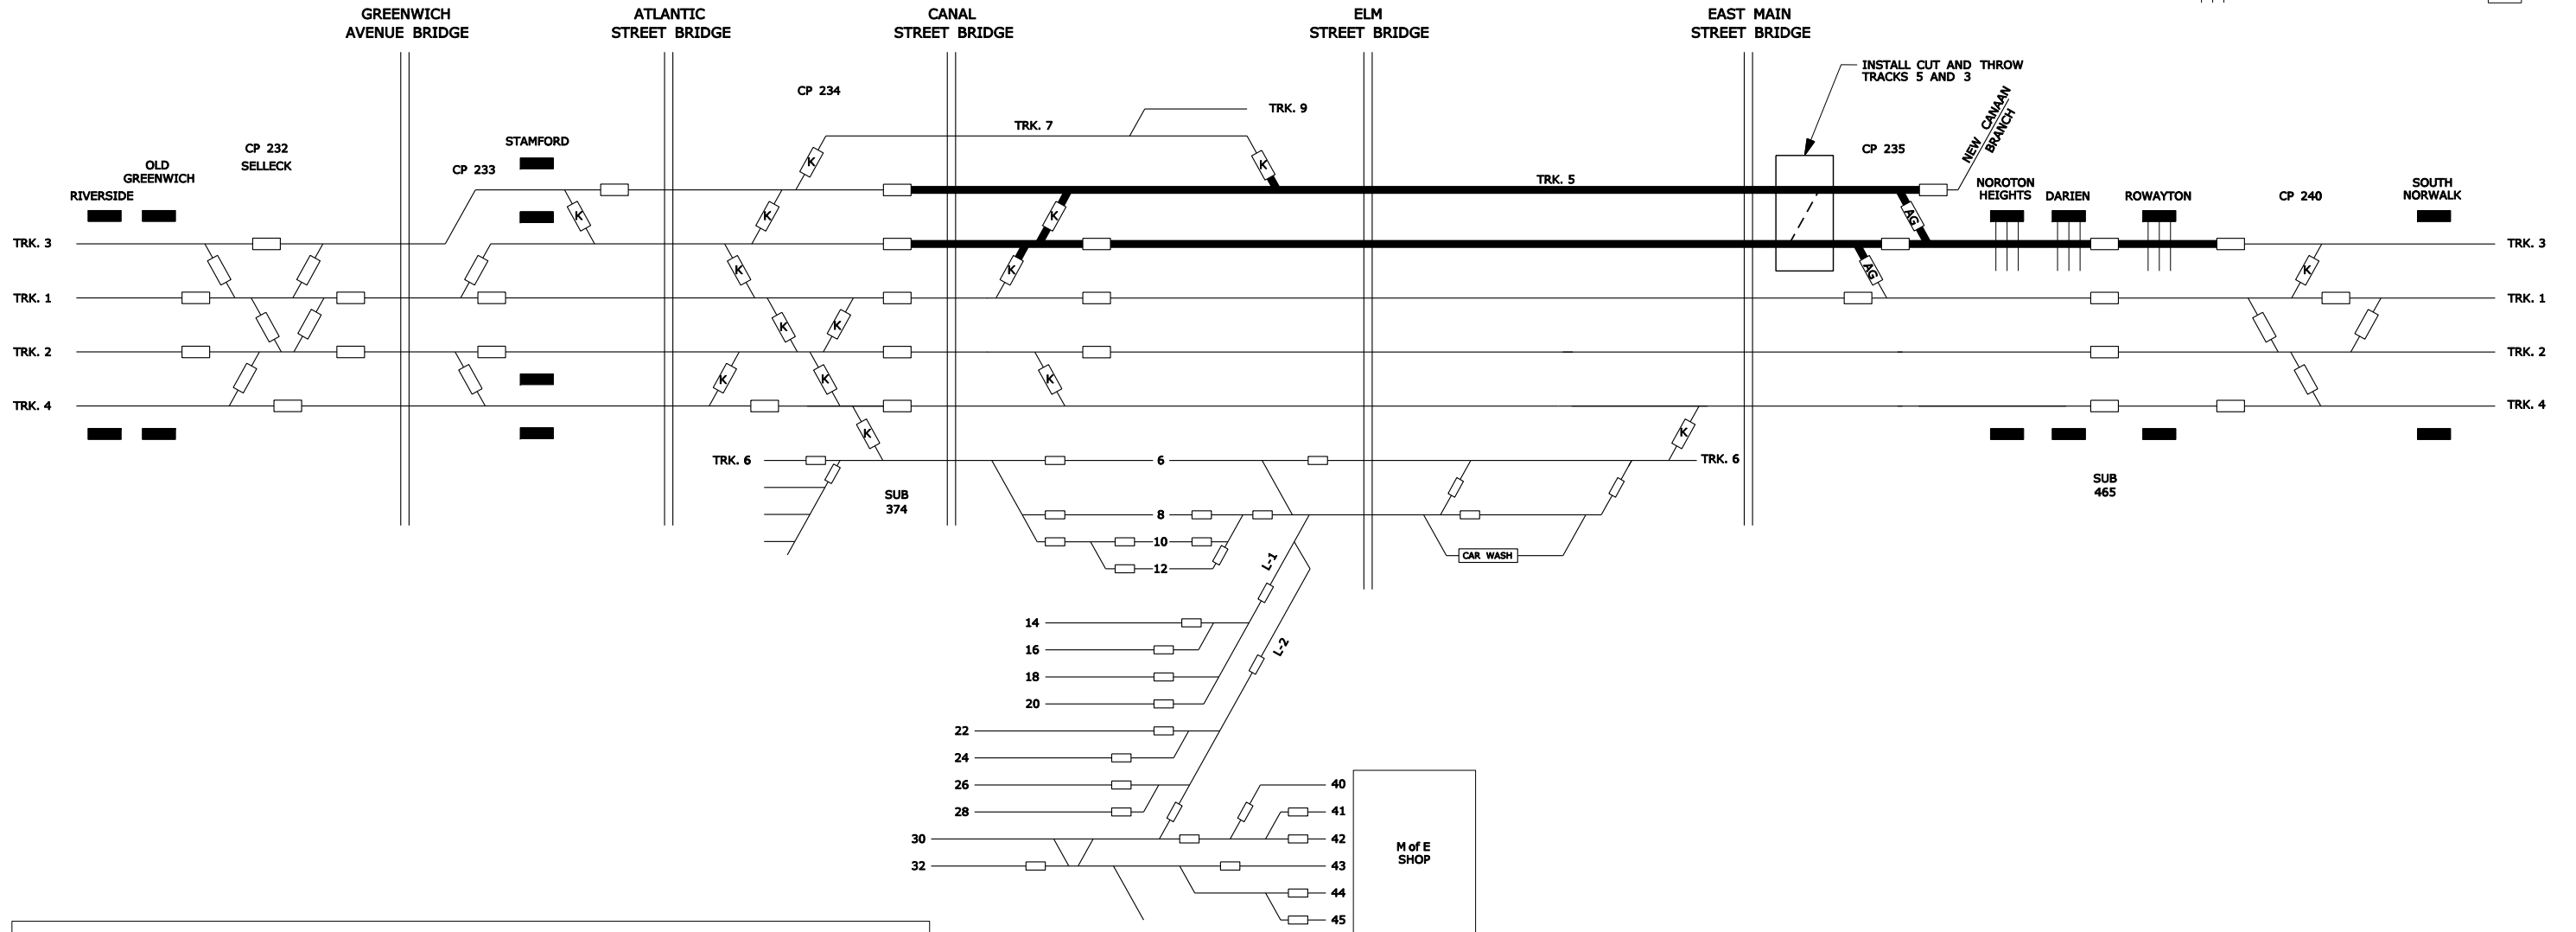 GREENWICH
AVENUE BRIDGE
ATLANTIC
STREET BRIDGE
CANAL
STREET BRIDGE
ELM
STREET BRIDGE
EAST MAIN
STREET BRIDGE
INSTALL CUT AND THROW
TRACKS 5 AND 3
CP 234
TRK. 9
TRK. 7
NEW CANAAN
BRANCH
CP 235
CP 232
SELLECK
STAMFORD
CP 233
OLD
GREENWICH
RIVERSIDE
K
K
TRK. 5
NOROTON
HEIGHTS
DARIEN
ROWAYTON
CP 240
SOUTH
NORWALK
K
K
K
AG
TRK. 3
TRK. 3
K
K
AG
K
TRK. 1
TRK. 1
K
K
TRK. 2
TRK. 2
K
K
K
TRK. 4
TRK. 4
K
K
TRK. 6
6
TRK. 6
SUB
374
SUB
465
8
10
12
CAR WASH
L-1
14
16
L-2
18
20
22
24
26
28
30
32
40
41
42
43
44
45
M of E
SHOP